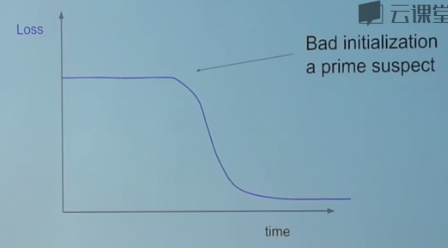 云课堂
Loss
Bad initialization
a prime suspect
time